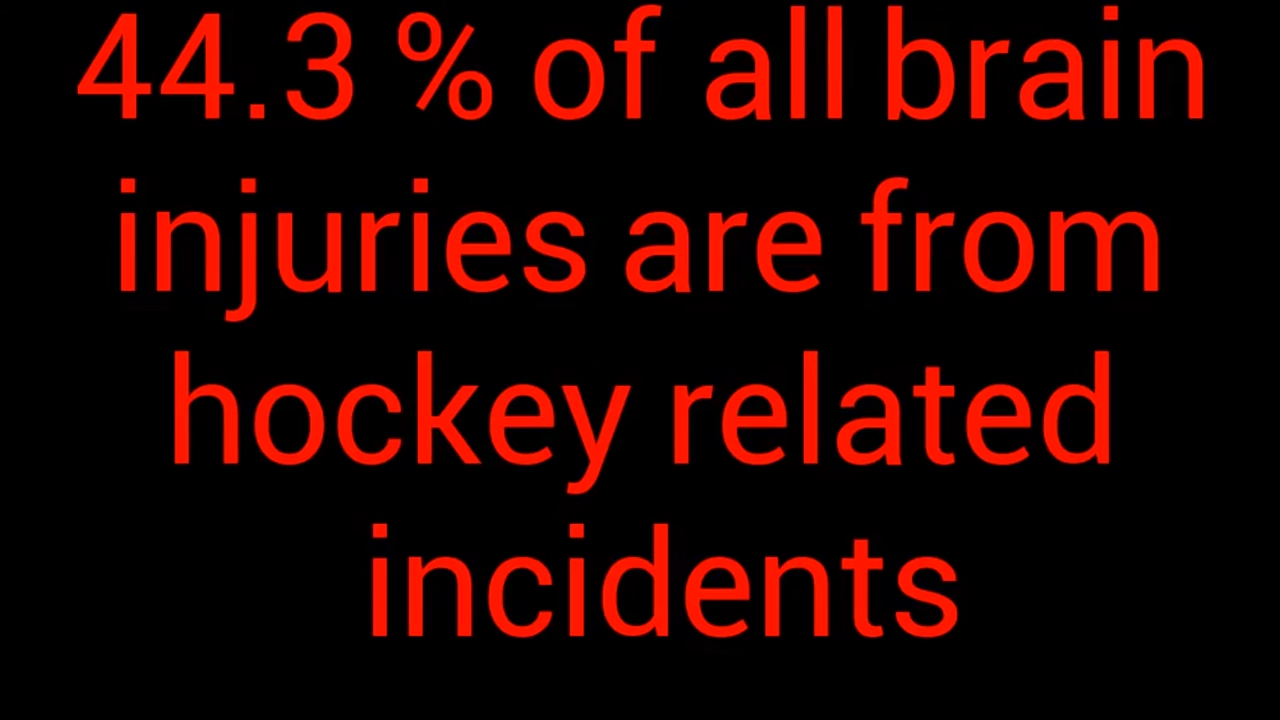 44.3 % of all brain
injuries are from
hockey related
incidents